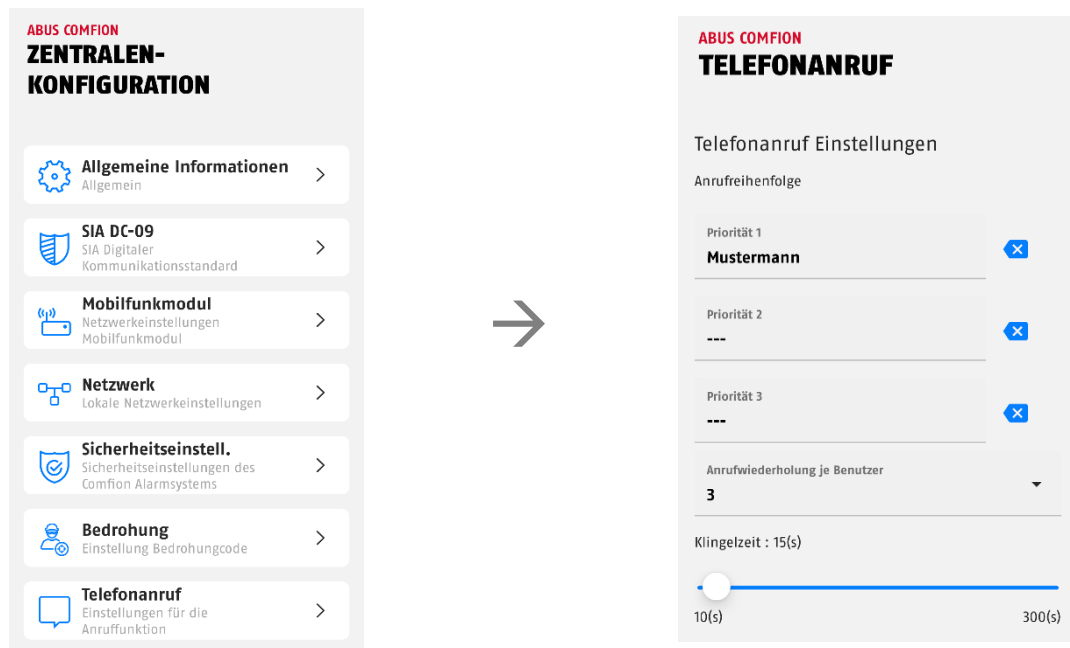 ABUS COMFION
ZENTRALEN-
KONFIGURATION
Allgemeine Informationen
Allgemein
SIA DC-09
SIA Digitaler
Kommunikationsstandard
Mobilfunkmodul
Netzwerkeinstellungen
Mobilfunkmodul
Netzwerk
Lokale Netzwerkeinstellungen
Sicherheitseinstell.
Sicherheitseinstellungen des
Comfion Alarmsystems
Bedrohung
Einstellung Bedrohungcode
Telefonanruf
Einstellungen für die
Anruffunktion
ABUS COMFION
TELEFONANRUF
Telefonanruf Einstellungen
Anrufreihenfolge
Priorität 1
Mustermann
Priorität 2
---
Priorität 3
---
Anrufwiederholung je Benutzer
3
Klingelzeit : 15(s)
10(s) 300(s)